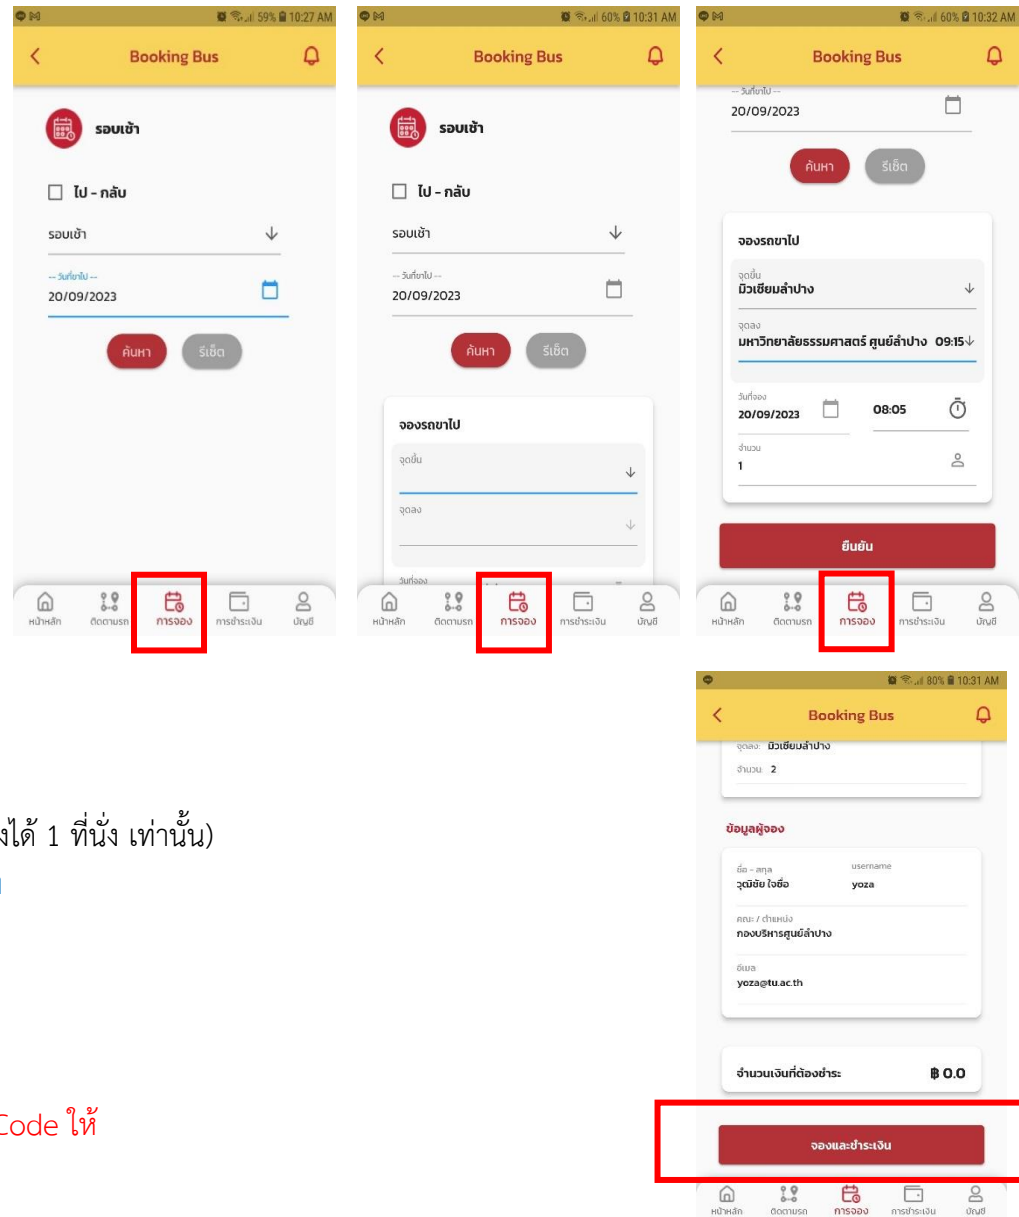 59% 10:27 AM
Booking Bus
รอบเช้า
ไป - กลับ
รอบเช้า
-- วันที่ขาไป --
20/09/2023
ค้นหา รีเซ็ต
หน้าหลัก ติดตามรถ การจอง การชำระเงิน บัญชี
60% 10:31 AM
Booking Bus
รอบเช้า
ไป - กลับ
รอบเช้า
-- วันที่ขาไป --
20/09/2023
ค้นหา รีเซ็ต
จองรถขาไป
จุดขึ้น
จุดลง
วันที่จอง
หน้าหลัก ติดตามรถ การจอง การชำระเงิน บัญชี
60% 10:32 AM
Booking Bus
-- วันที่ขาไป --
20/09/2023
ค้นหา รีเซ็ต
จองรถขาไป
จุดขึ้น
มิวเซียมลำปาง
จุดลง
มหาวิทยาลัยธรรมศาสตร์ ศูนย์ลำปาง 09:15
วันที่จอง
20/09/2023 08:05
จำนวน
1
ยืนยัน
หน้าหลัก ติดตามรถ การจอง การชำระเงิน บัญชี
ได้ 1 ที่นั่ง เท่านั้น)
Code ให้
80% 10:31 AM
Booking Bus
จุดลง: มิวเซียมลำปาง
จำนวน: 2
ข้อมูลผู้จอง
ชื่อ - สกุล username
วุฒิชัย ใจซื่อ yoza
คณะ / ตำแหน่ง
กองบริหารศูนย์ลำปาง
อีเมล
yoza@tu.ac.th
จำนวนเงินที่ต้องชำระ ฿ 0.0
จองและชำระเงิน
หน้าหลัก ติดตามรถ การจอง การชำระเงิน บัญชี